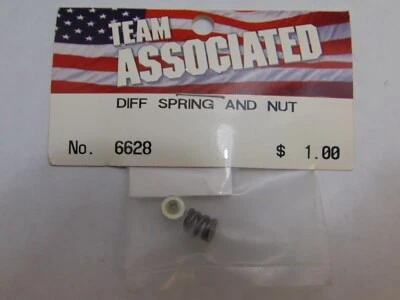 TEAM
ASSOCIATED
DIFF SPRING AND NUT
No. 6628 $ 1.00